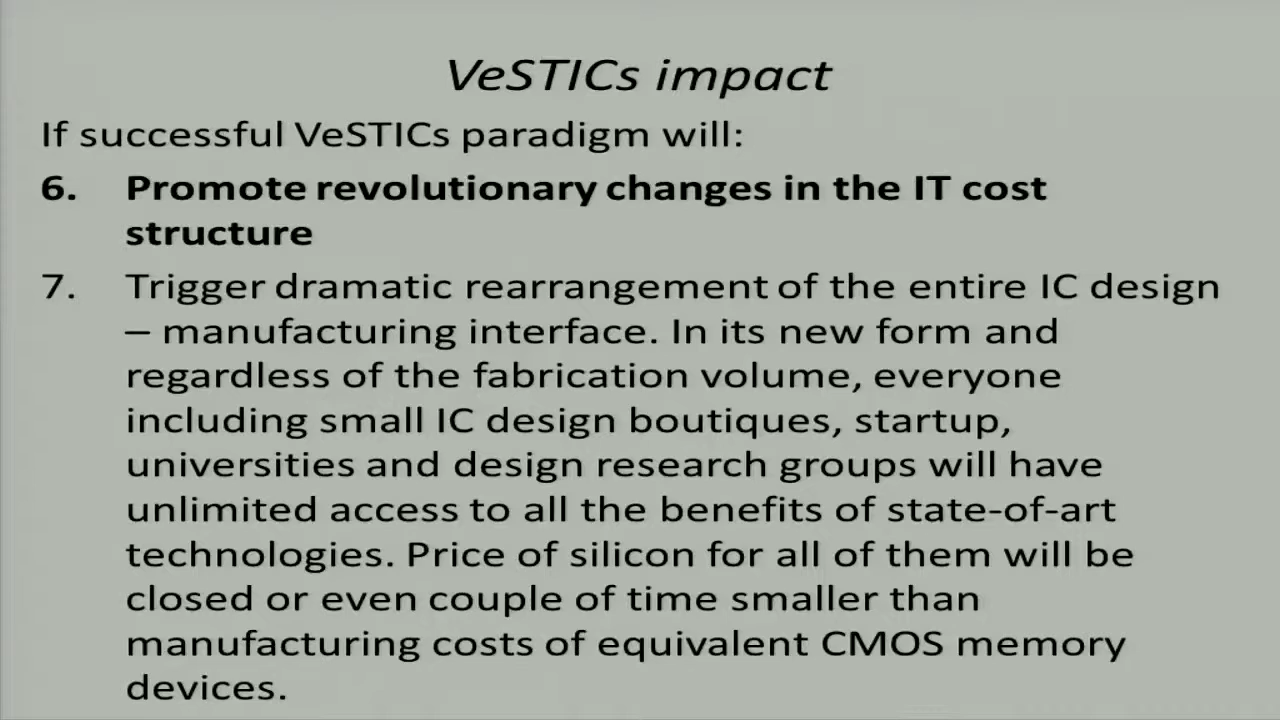 VeSTICs impact
If successful VeSTICs paradigm will:
6. Promote revolutionary changes in the IT cost
structure
7. Trigger dramatic rearrangement of the entire IC design
– manufacturing interface. In its new form and
regardless of the fabrication volume, everyone
including small IC design boutiques, startup,
universities and design research groups will have
unlimited access to all the benefits of state-of-art
technologies. Price of silicon for all of them will be
closed or even couple of time smaller than
manufacturing costs of equivalent CMOS memory
devices.